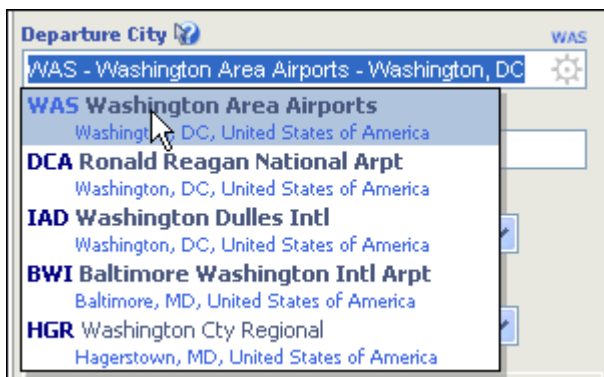 Departure City
WAS
WAS - Washington Area Airports - Washington, DC
WAS Washington Area Airports
Washington, DC, United States of America
DCA Ronald Reagan National Arpt
Washington, DC, United States of America
IAD Washington Dulles Intl
Washington, DC, United States of America
BWI Baltimore Washington Intl Arpt
Baltimore, MD, United States of America
HGR Washington Cty Regional
Hagerstown, MD, United States of America